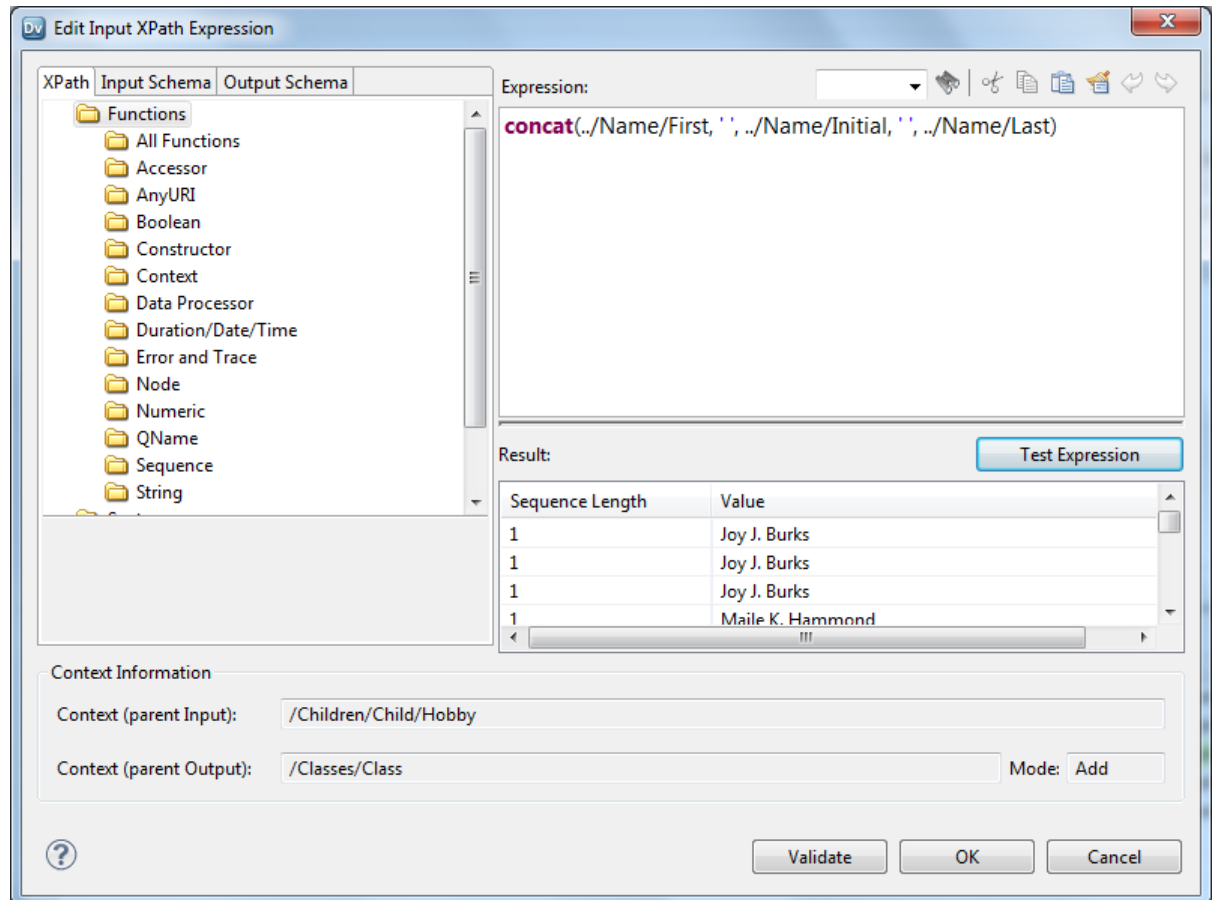 Dv Edit Input XPath Expression
XPath Input Schema Output Schema
Functions
All Functions
Accessor
AnyURI
Boolean
Constructor
Context
Data Processor
Duration/Date/Time
Error and Trace
Node
Numeric
QName
Sequence
String
Expression:
concat(../Name/First, ' ', ../Name/Initial, ' ', ../Name/Last)
Result: Test Expression
Sequence Length Value
1 Joy J. Burks
1 Joy J. Burks
1 Joy J. Burks
1 Maile K. Hammond
Context Information
Context (parent Input): /Children/Child/Hobby
Context (parent Output): /Classes/Class Mode: Add
? Validate OK Cancel